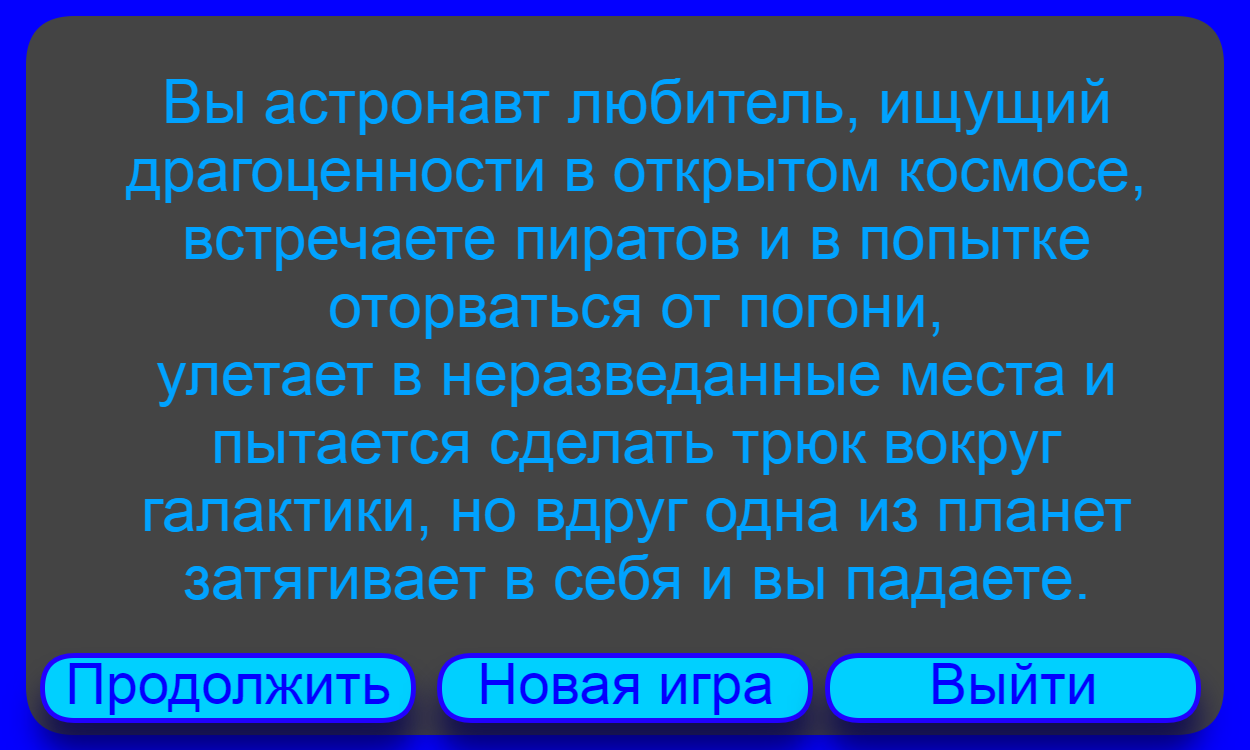 Вы астронавт любитель, ищущий
драгоценности в открытом космосе,
встречаете пиратов и в попытке
оторваться от погони,
улетает в неразведанные места и
пытается сделать трюк вокруг
галактики, но вдруг одна из планет
затягивает в себя и вы падаете.
Продолжить
Новая игра
Выйти